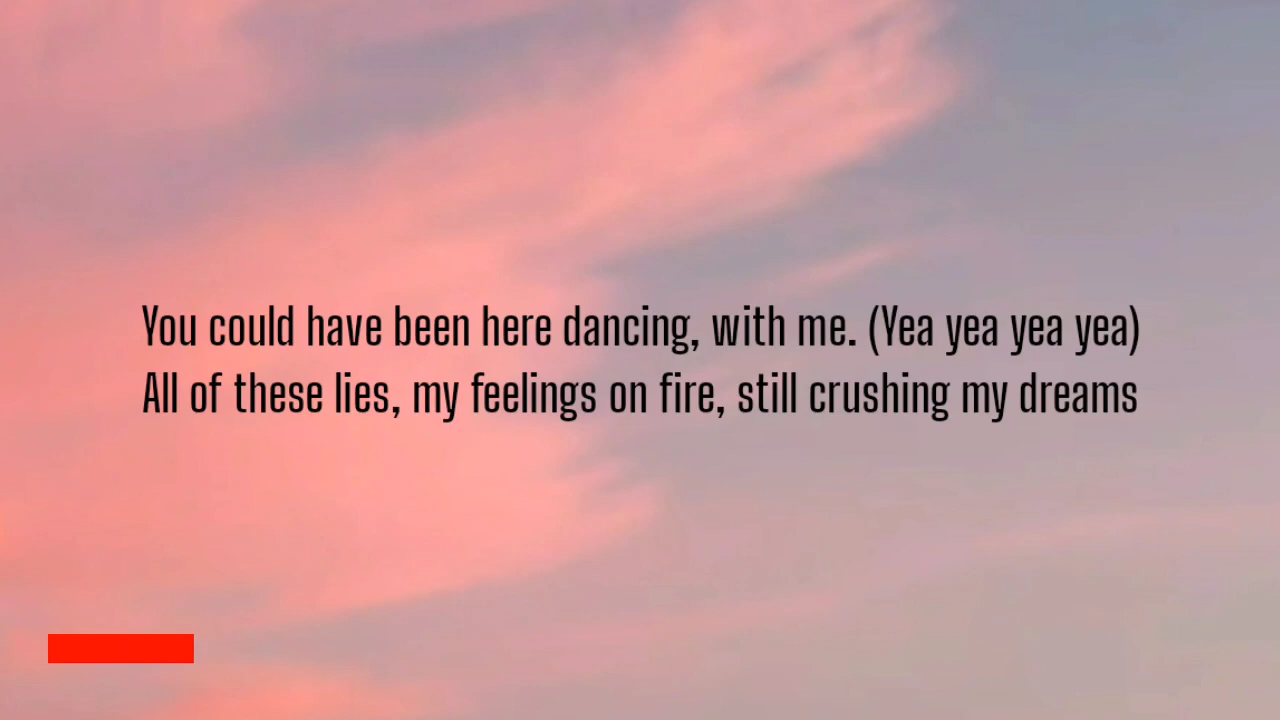 You could have been here dancing, with me. (Yea yea yea yea)
All of these lies, my feelings on fire, still crushing my dreams